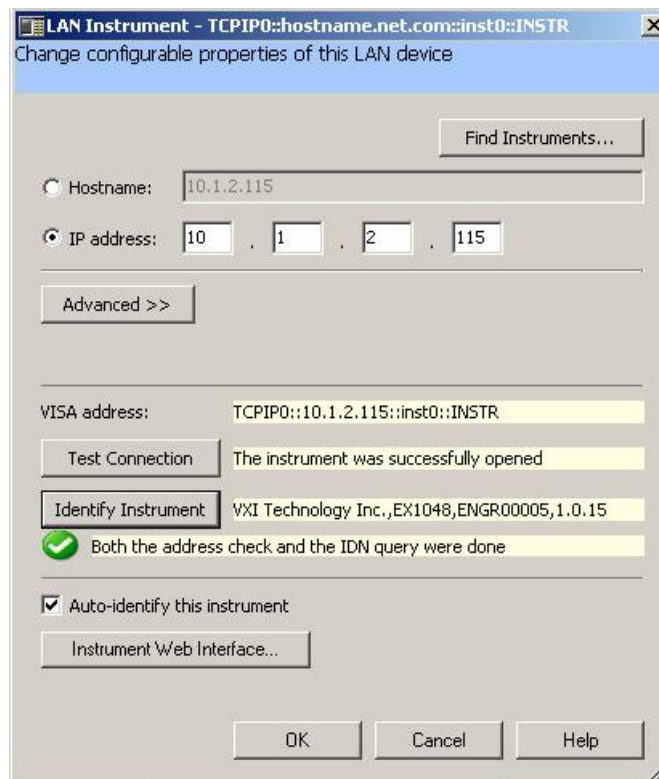 LAN Instrument - TCPIP0::hostname.net.com::inst0::INSTR
Change configurable properties of this LAN device
Find Instruments...
Hostname: 10.1.2.115
IP address: 10 . 1 . 2 . 115
Advanced >>
VISA address: TCPIP0::10.1.2.115::inst0::INSTR
Test Connection The instrument was successfully opened
Identify Instrument VXI Technology Inc.,EX1048,ENGR00005,1.0.15
Both the address check and the IDN query were done
Auto-identify this instrument
Instrument Web Interface...
OK Cancel Help